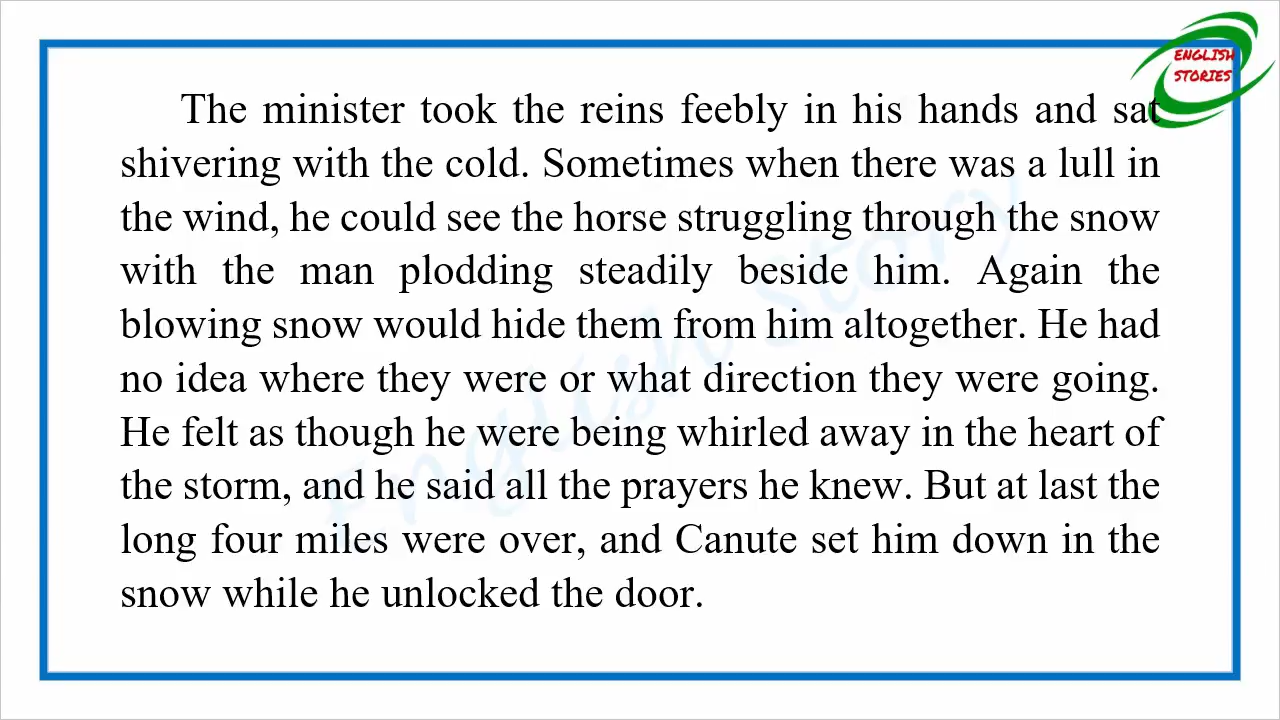 ENGLISH
STORIES
The minister took the reins feebly in his hands and sat
shivering with the cold. Sometimes when there was a lull in
the wind, he could see the horse struggling through the snow
with the man plodding steadily beside him. Again the
blowing snow would hide them from him altogether. He had
no idea where they were or what direction they were going.
He felt as though he were being whirled away in the heart of
the storm, and he said all the prayers he knew. But at last the
long four miles were over, and Canute set him down in the
snow while he unlocked the door.
English Story